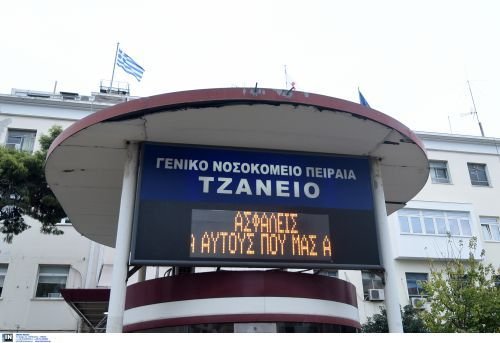 ΓΕΝΙΚΟ ΝΟΣΟΚΟΜΕΙΟ ΠΕΙΡΑΙΑ
ΤΖΑΝΕΙΟ
ΑΣΦΑΛΕΙΣ
ΑΥΤΟΥΣ ΠΟΥ ΜΑΣ Α